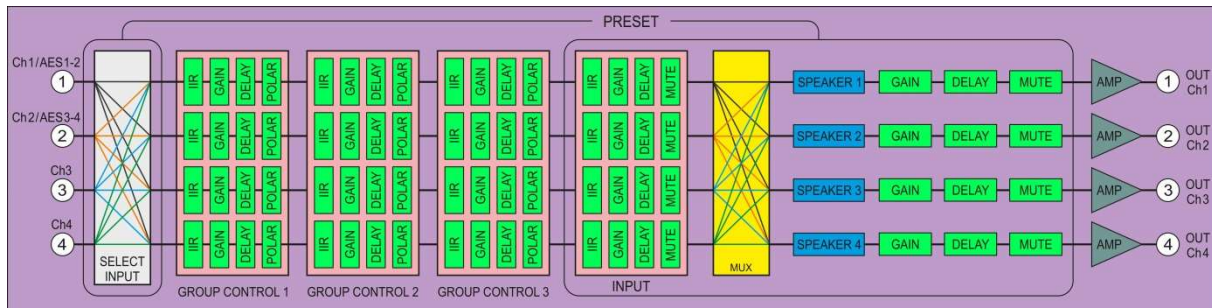 PRESET
Ch1/AES1-2
1
IIR GAIN DELAY POLAR IIR GAIN DELAY POLAR IIR GAIN DELAY POLAR IIR GAIN DELAY MUTE
SPEAKER 1 GAIN DELAY MUTE AMP 1 OUT
Ch1
Ch2/AES3-4
2
IIR GAIN DELAY POLAR IIR GAIN DELAY POLAR IIR GAIN DELAY POLAR IIR GAIN DELAY MUTE
SPEAKER 2 GAIN DELAY MUTE AMP 2 OUT
Ch2
Ch3
3
IIR GAIN DELAY POLAR IIR GAIN DELAY POLAR IIR GAIN DELAY POLAR IIR GAIN DELAY MUTE
SPEAKER 3 GAIN DELAY MUTE AMP 3 OUT
Ch3
Ch4
4
IIR GAIN DELAY POLAR IIR GAIN DELAY POLAR IIR GAIN DELAY POLAR IIR GAIN DELAY MUTE
SPEAKER 4 GAIN DELAY MUTE AMP 4 OUT
Ch4
SELECT
INPUT
GROUP CONTROL 1
GROUP CONTROL 2
GROUP CONTROL 3
INPUT
MUX